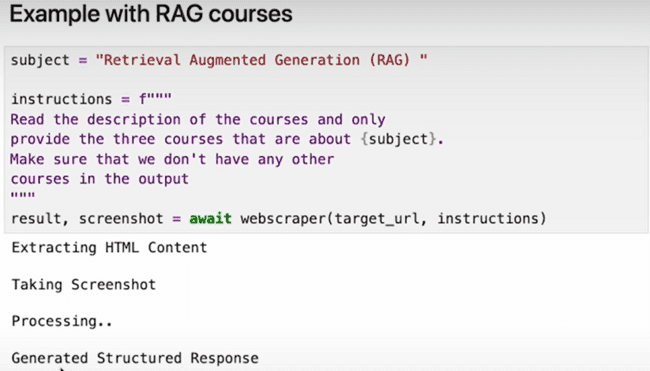 Example with RAG courses
subject = "Retrieval Augmented Generation (RAG) "
instructions = f"""
Read the description of the courses and only
provide the three courses that are about {subject}.
Make sure that we don't have any other
courses in the output
"""
result, screenshot = await webscraper(target_url, instructions)
Extracting HTML Content
Taking Screenshot
Processing..
Generated Structured Response